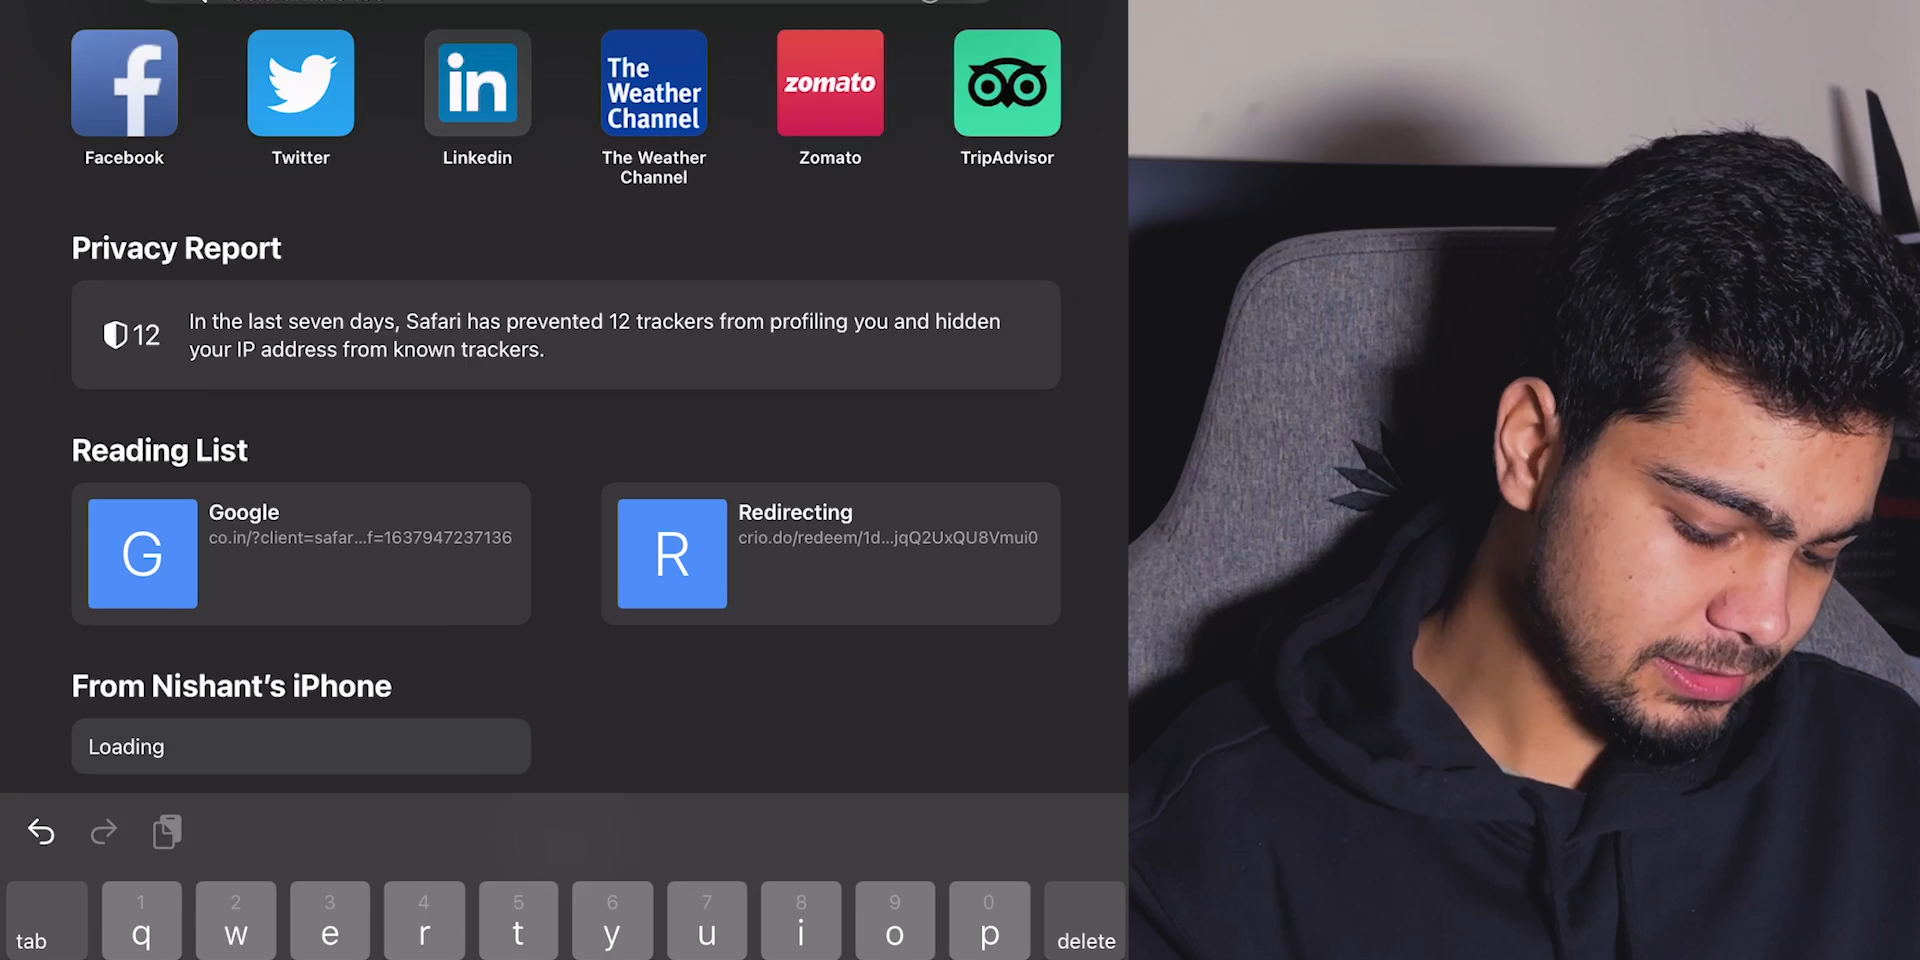 f
in
The
Weather
Channel
zomato
Facebook
Twitter
Linkedin
The Weather
Channel
Zomato
TripAdvisor
Privacy Report
12
In the last seven days, Safari has prevented 12 trackers from profiling you and hidden
your IP address from known trackers.
Reading List
G
Google
co.in/?client=safar...f=1637947237136
R
Redirecting
crio.do/redeem/1d...jqQ2UxQU8Vmui0
From Nishant's iPhone
Loading
1 2 3 4 5 6 7 8 9 0
tab q w e r t y u i o p delete